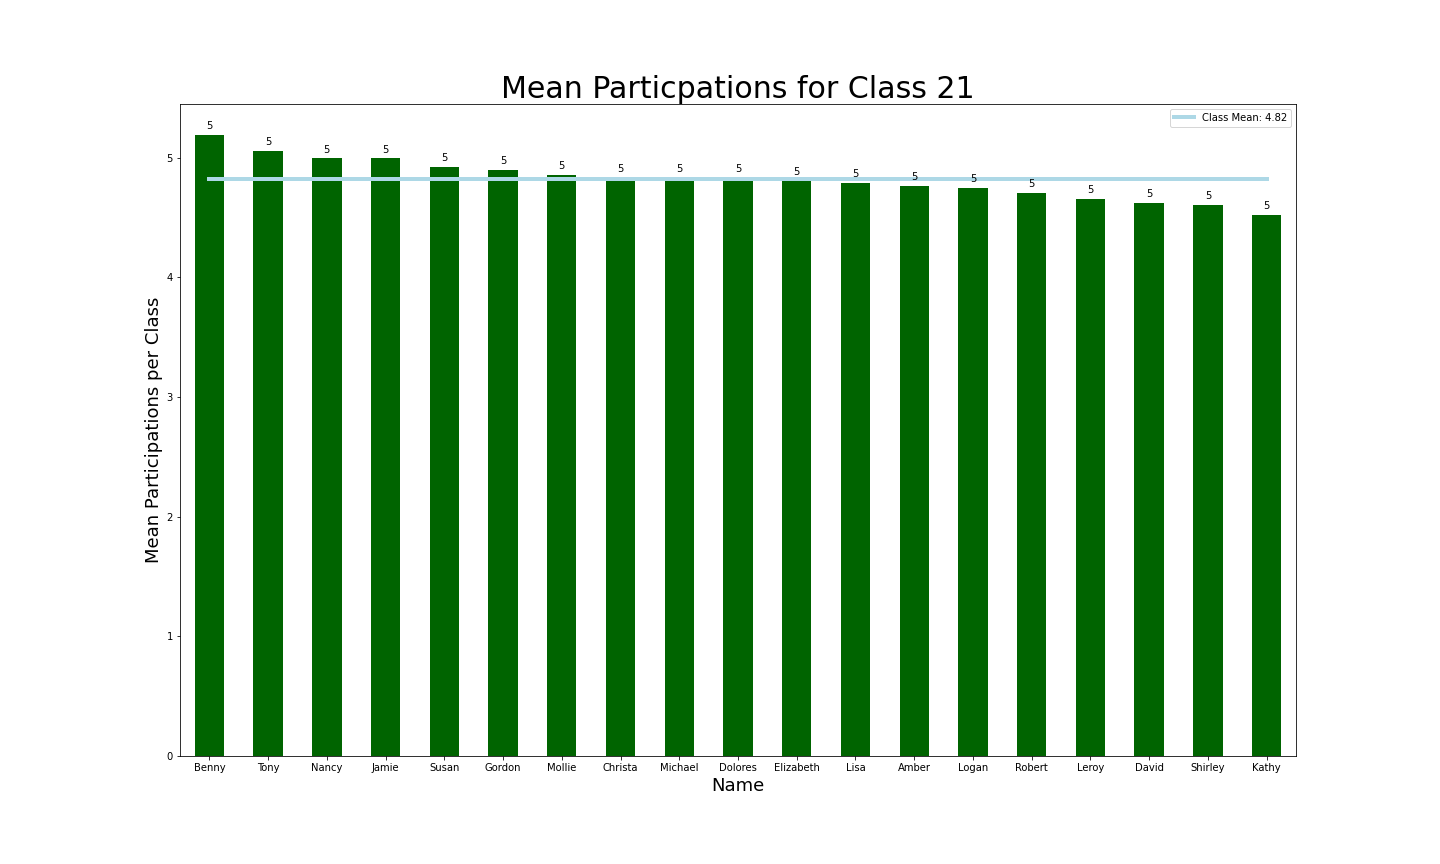 Mean Particpations for Class 21
Class Mean: 4.82
5 5 5 5 5 5 5 5 5 5 5 5 5 5 5 5 5 5 5
Mean Participations per Class
5
4
3
2
1
0
Benny Tony Nancy Jamie Susan Gordon Mollie Christa Michael Dolores Elizabeth Lisa Amber Logan Robert Leroy David Shirley Kathy
Name